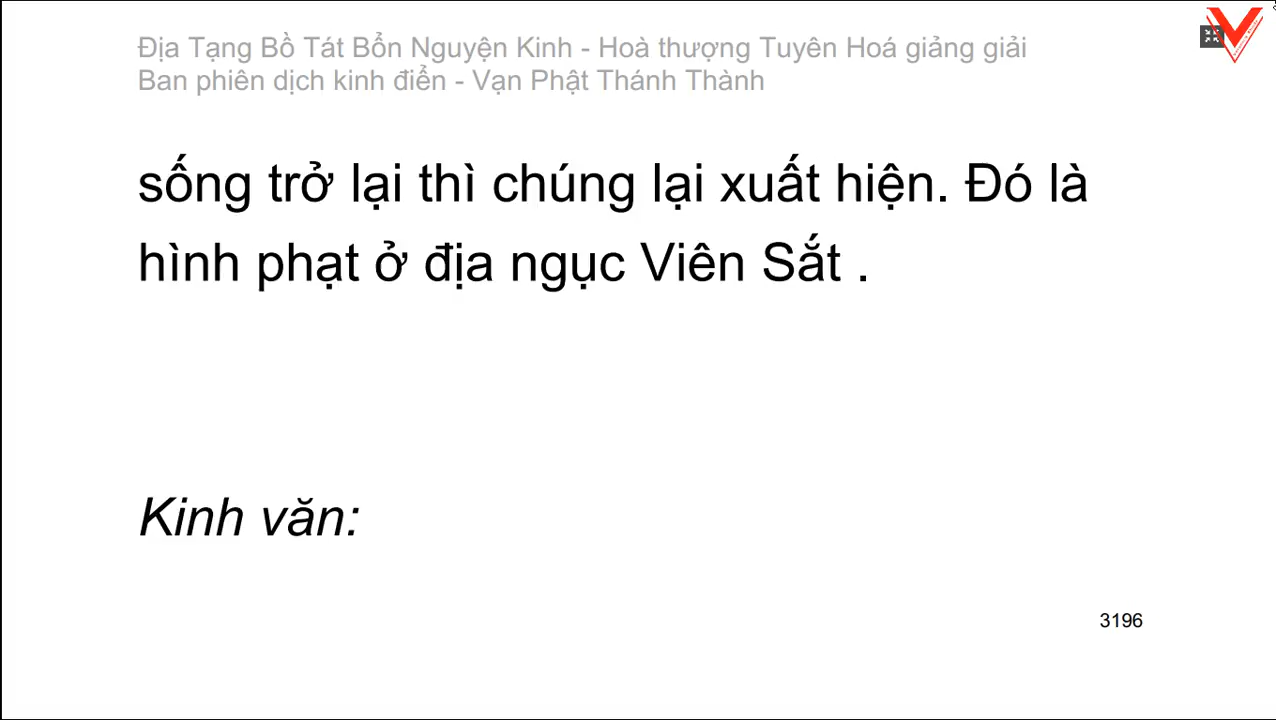 Địa Tạng Bồ Tát Bổn Nguyện Kinh - Hoà thượng Tuyên Hoá giảng giải
Ban phiên dịch kinh điển - Vạn Phật Thánh Thành
sống trở lại thì chúng lại xuất hiện. Đó là
hình phạt ở địa ngục Viên Sắt .
Kinh văn:
3196